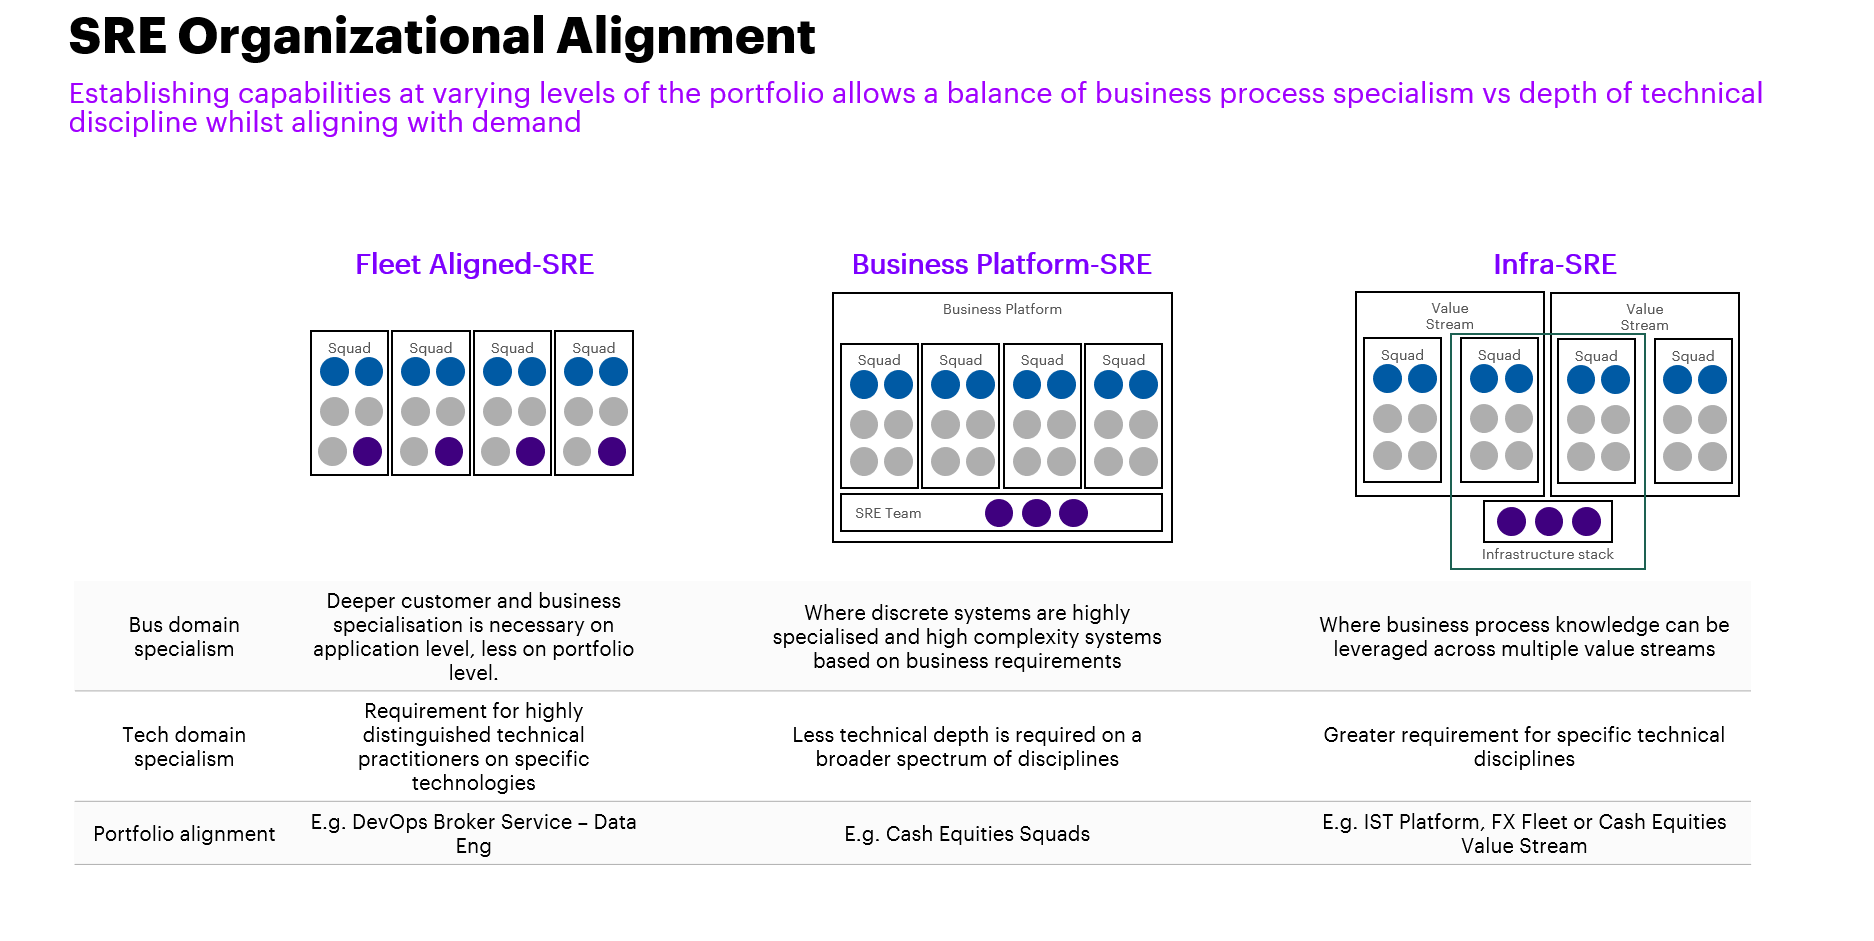 SRE Organizational Alignment
Establishing capabilities at varying levels of the portfolio allows a balance of business process specialism vs depth of technical
discipline whilst aligning with demand
Fleet Aligned-SRE
Squad
Squad
Squad
Squad
Business Platform-SRE
Business Platform
Squad
Squad
Squad
Squad
SRE Team
Infra-SRE
Value
Stream
Value
Stream
Squad
Squad
Squad
Squad
Infrastructure stack
Bus domain
specialism
Deeper customer and business
specialisation is necessary on
application level, less on portfolio
level.
Where discrete systems are highly
specialised and high complexity systems
based on business requirements
Where business process knowledge can be
leveraged across multiple value streams
Tech domain
specialism
Requirement for highly
distinguished technical
practitioners on specific
technologies
Less technical depth is required on a
broader spectrum of disciplines
Greater requirement for specific technical
disciplines
Portfolio alignment
E.g. DevOps Broker Service – Data
Eng
E.g. Cash Equities Squads
E.g. IST Platform, FX Fleet or Cash Equities
Value Stream